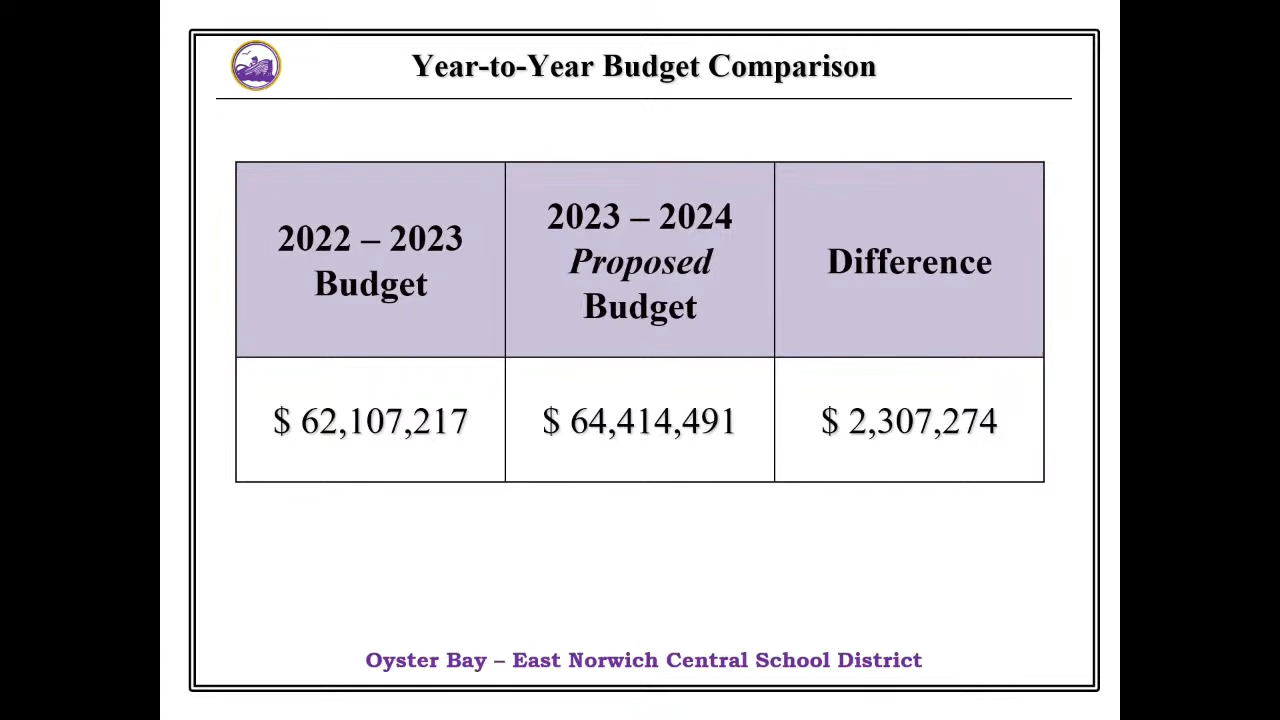 Year-to-Year Budget Comparison
2022 – 2023
Budget
2023 – 2024
Proposed
Budget
Difference
$ 62,107,217
$ 64,414,491
$ 2,307,274
Oyster Bay – East Norwich Central School District